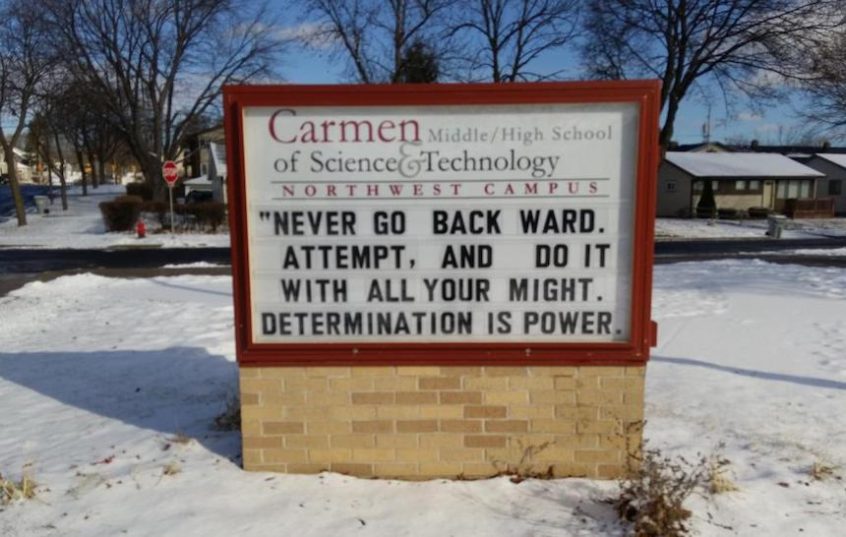 Carmen Middle/High School
of Science & Technology
NORTHWEST CAMPUS
"NEVER GO BACK WARD.
ATTEMPT, AND DO IT
WITH ALL YOUR MIGHT.
DETERMINATION IS POWER.
STOP